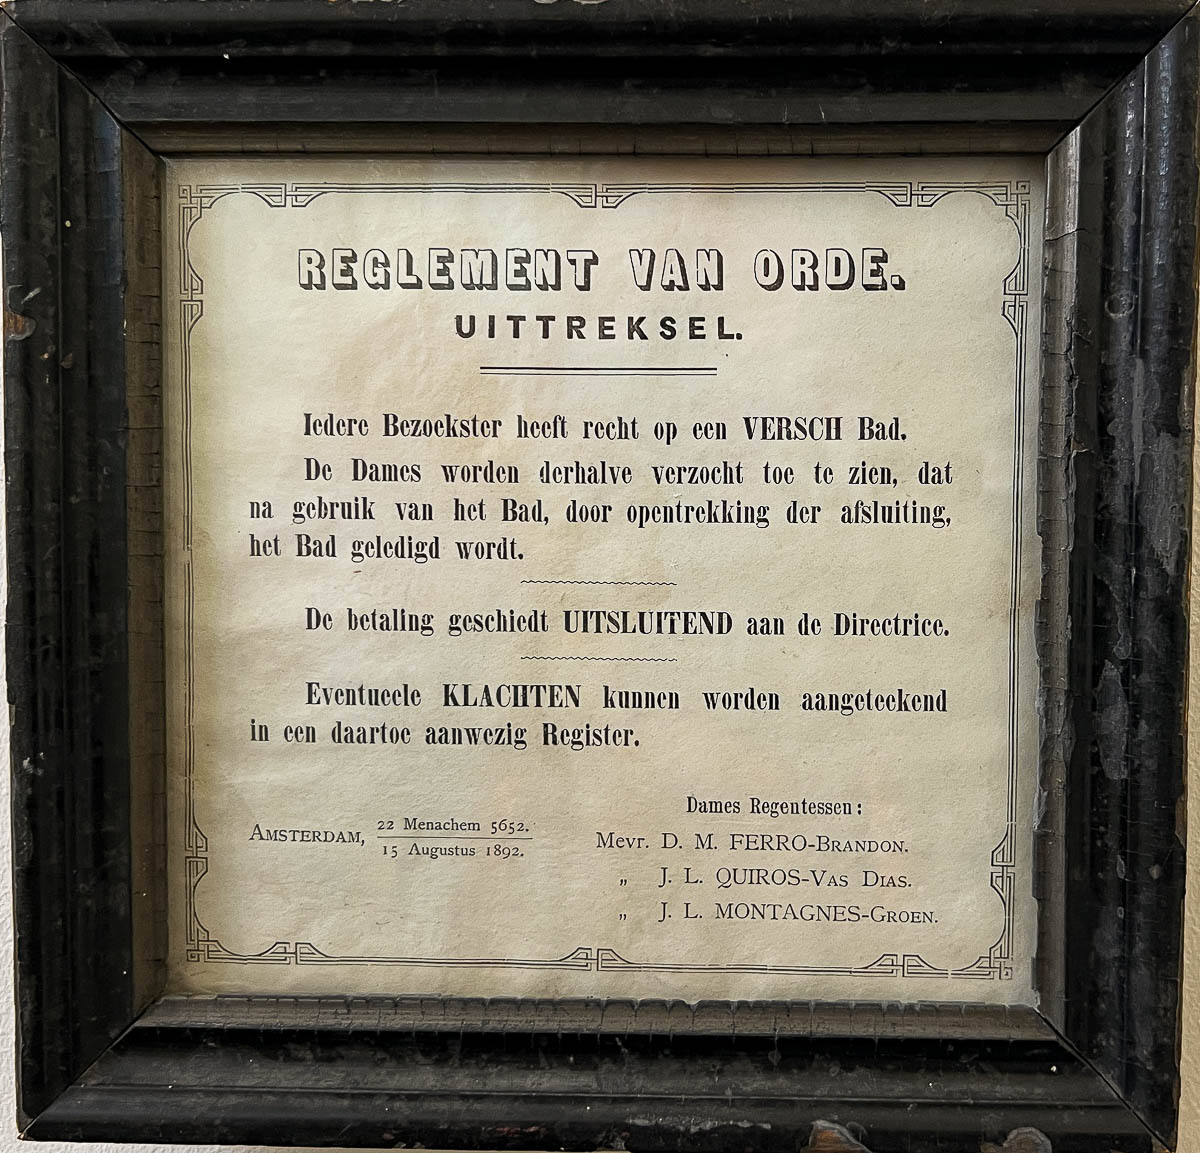 REGLEMENT VAN ORDE.
UITTREKSEL.
Iedere Bezoekster heeft recht op een VERSCH Bad.
De Dames worden derhalve verzocht toe te zien, dat
na gebruik van het Bad, door opentrekking der afsluiting,
het Bad geledigd wordt.
De betaling geschiedt UITSLUITEND aan de Directrice.
Eventueele KLACHTEN kunnen worden aangeteekend
in een daartoe aanwezig Register.
AMSTERDAM, 22 Menachem 5652.
15 Augustus 1892.
Dames Regentessen:
Mevr. D. M. FERRO-BRANDON.
„ J. L. QUIROS-VAS DIAS.
„ J. L. MONTAGNES-GROEN.